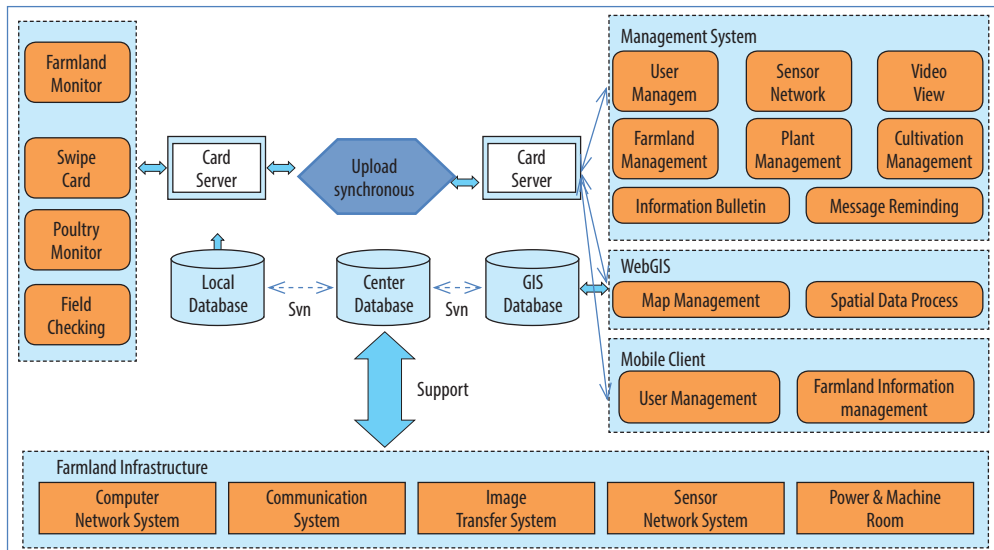 Farmland
Monitor
Swipe
Card
Poultry
Monitor
Field
Checking
Card
Server
Upload
synchronous
Card
Server
Local
Database
Svn
Center
Database
Svn
GIS
Database
Support
Management System
User
Managem
Sensor
Network
Video
View
Farmland
Management
Plant
Management
Cultivation
Management
Information Bulletin
Message Reminding
WebGIS
Map Management
Spatial Data Process
Mobile Client
User Management
Farmland Information
management
Farmland Infrastructure
Computer
Network System
Communication
System
Image
Transfer System
Sensor
Network System
Power & Machine
Room